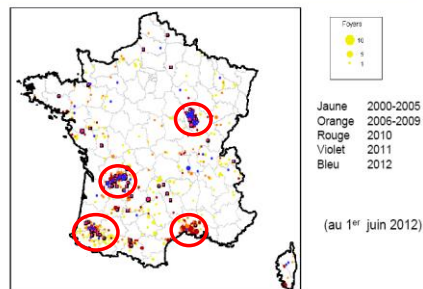 Foyers
10
5
1
Jaune 2000-2005
Orange 2006-2009
Rouge 2010
Violet 2011
Bleu 2012
(au 1er juin 2012)